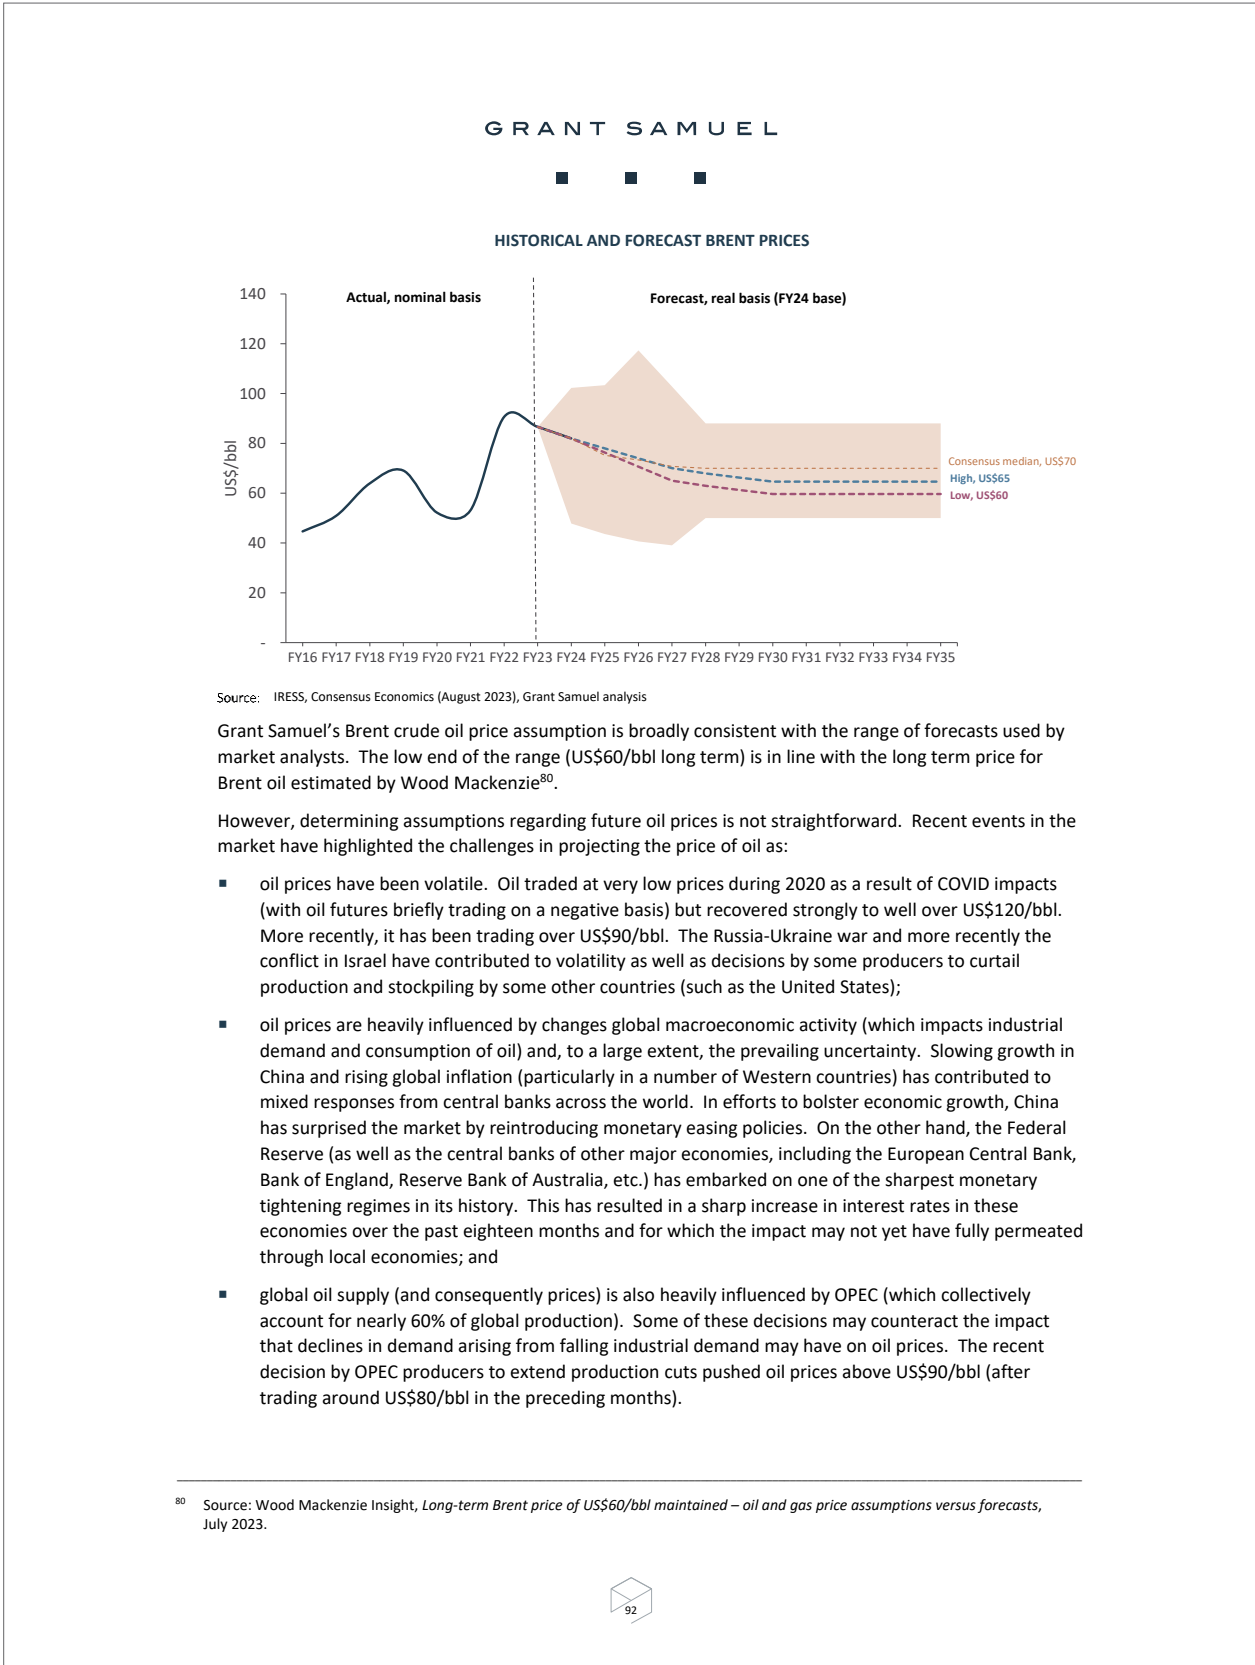 GRANT SAMUEL
HISTORICAL AND FORECAST BRENT PRICES
Actual, nominal basis
Forecast, real basis (FY24 base)
US$/bbl
140
120
100
80
60
40
20
-
Consensus median, US$70
High, US$65
Low, US$60
FY16 FY17 FY18 FY19 FY20 FY21 FY22 FY23 FY24 FY25 FY26 FY27 FY28 FY29 FY30 FY31 FY32 FY33 FY34 FY35
Source: IRESS, Consensus Economics (August 2023), Grant Samuel analysis
Grant Samuel’s Brent crude oil price assumption is broadly consistent with the range of forecasts used by
market analysts. The low end of the range (US$60/bbl long term) is in line with the long term price for
Brent oil estimated by Wood Mackenzie80.
However, determining assumptions regarding future oil prices is not straightforward. Recent events in the
market have highlighted the challenges in projecting the price of oil as:
■ oil prices have been volatile. Oil traded at very low prices during 2020 as a result of COVID impacts
(with oil futures briefly trading on a negative basis) but recovered strongly to well over US$120/bbl.
More recently, it has been trading over US$90/bbl. The Russia-Ukraine war and more recently the
conflict in Israel have contributed to volatility as well as decisions by some producers to curtail
production and stockpiling by some other countries (such as the United States);
■ oil prices are heavily influenced by changes global macroeconomic activity (which impacts industrial
demand and consumption of oil) and, to a large extent, the prevailing uncertainty. Slowing growth in
China and rising global inflation (particularly in a number of Western countries) has contributed to
mixed responses from central banks across the world. In efforts to bolster economic growth, China
has surprised the market by reintroducing monetary easing policies. On the other hand, the Federal
Reserve (as well as the central banks of other major economies, including the European Central Bank,
Bank of England, Reserve Bank of Australia, etc.) has embarked on one of the sharpest monetary
tightening regimes in its history. This has resulted in a sharp increase in interest rates in these
economies over the past eighteen months and for which the impact may not yet have fully permeated
through local economies; and
■ global oil supply (and consequently prices) is also heavily influenced by OPEC (which collectively
account for nearly 60% of global production). Some of these decisions may counteract the impact
that declines in demand arising from falling industrial demand may have on oil prices. The recent
decision by OPEC producers to extend production cuts pushed oil prices above US$90/bbl (after
trading around US$80/bbl in the preceding months).
80 Source: Wood Mackenzie Insight, Long-term Brent price of US$60/bbl maintained – oil and gas price assumptions versus forecasts,
July 2023.
92